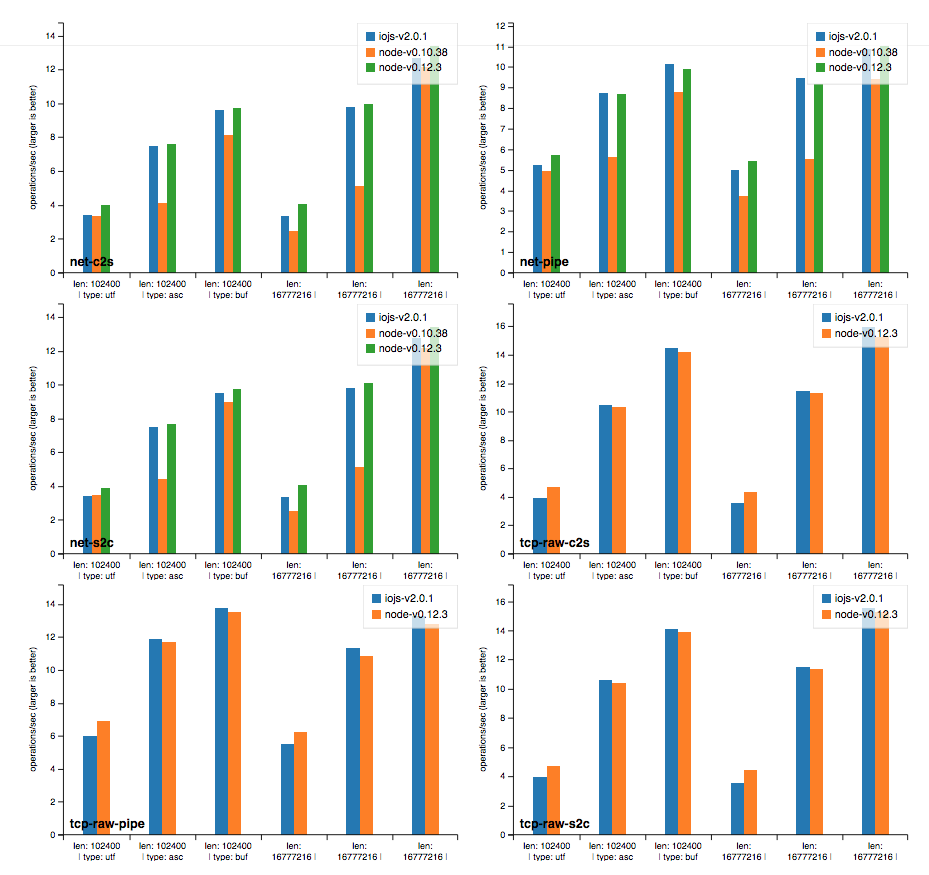 operations/sec (larger is better)
14
12
10
8
6
4
2
0
iojs-v2.0.1
node-v0.10.38
node-v0.12.3
net-c2s
len: 102400 len: 102400 len: 102400 len: len: len:
| type: utf | type: asc | type: buf 16777216 | 16777216 | 16777216 |
operations/sec (larger is better)
12
11
10
9
8
7
6
5
4
3
2
1
0
iojs-v2.0.1
node-v0.10.38
node-v0.12.3
net-pipe
len: 102400 len: 102400 len: 102400 len: len: len:
| type: utf | type: asc | type: buf 16777216 | 16777216 | 16777216 |
operations/sec (larger is better)
14
12
10
8
6
4
2
0
iojs-v2.0.1
node-v0.10.38
node-v0.12.3
net-s2c
len: 102400 len: 102400 len: 102400 len: len: len:
| type: utf | type: asc | type: buf 16777216 | 16777216 | 16777216 |
operations/sec (larger is better)
16
14
12
10
8
6
4
2
0
iojs-v2.0.1
node-v0.12.3
tcp-raw-c2s
len: 102400 len: 102400 len: 102400 len: len: len:
| type: utf | type: asc | type: buf 16777216 | 16777216 | 16777216 |
operations/sec (larger is better)
14
12
10
8
6
4
2
0
iojs-v2.0.1
node-v0.12.3
tcp-raw-pipe
len: 102400 len: 102400 len: 102400 len: len: len:
| type: utf | type: asc | type: buf 16777216 | 16777216 | 16777216 |
operations/sec (larger is better)
16
14
12
10
8
6
4
2
0
iojs-v2.0.1
node-v0.12.3
tcp-raw-s2c
len: 102400 len: 102400 len: 102400 len: len: len:
| type: utf | type: asc | type: buf 16777216 | 16777216 | 16777216 |